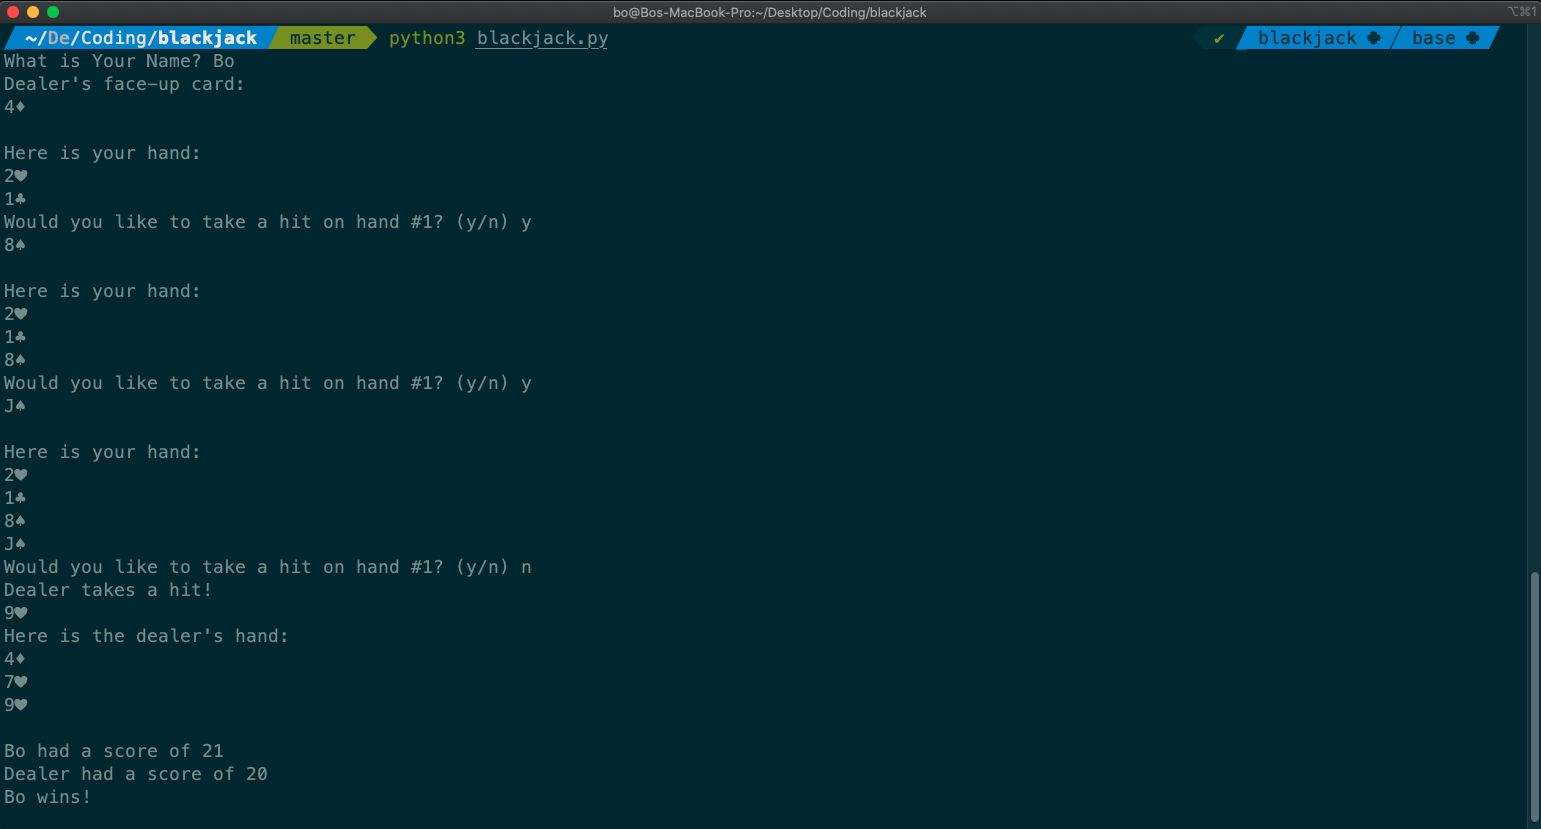 bo@Bos-MacBook-Pro:~/Desktop/Coding/blackjack ⌥⌘1
~/De/Coding/blackjack master python3 blackjack.py ✔ blackjack base
What is Your Name? Bo
Dealer's face-up card:
4♦
Here is your hand:
2♥
1♣
Would you like to take a hit on hand #1? (y/n) y
8♠
Here is your hand:
2♥
1♣
8♠
Would you like to take a hit on hand #1? (y/n) y
J♠
Here is your hand:
2♥
1♣
8♠
J♠
Would you like to take a hit on hand #1? (y/n) n
Dealer takes a hit!
9♥
Here is the dealer's hand:
4♦
7♥
9♥
Bo had a score of 21
Dealer had a score of 20
Bo wins!